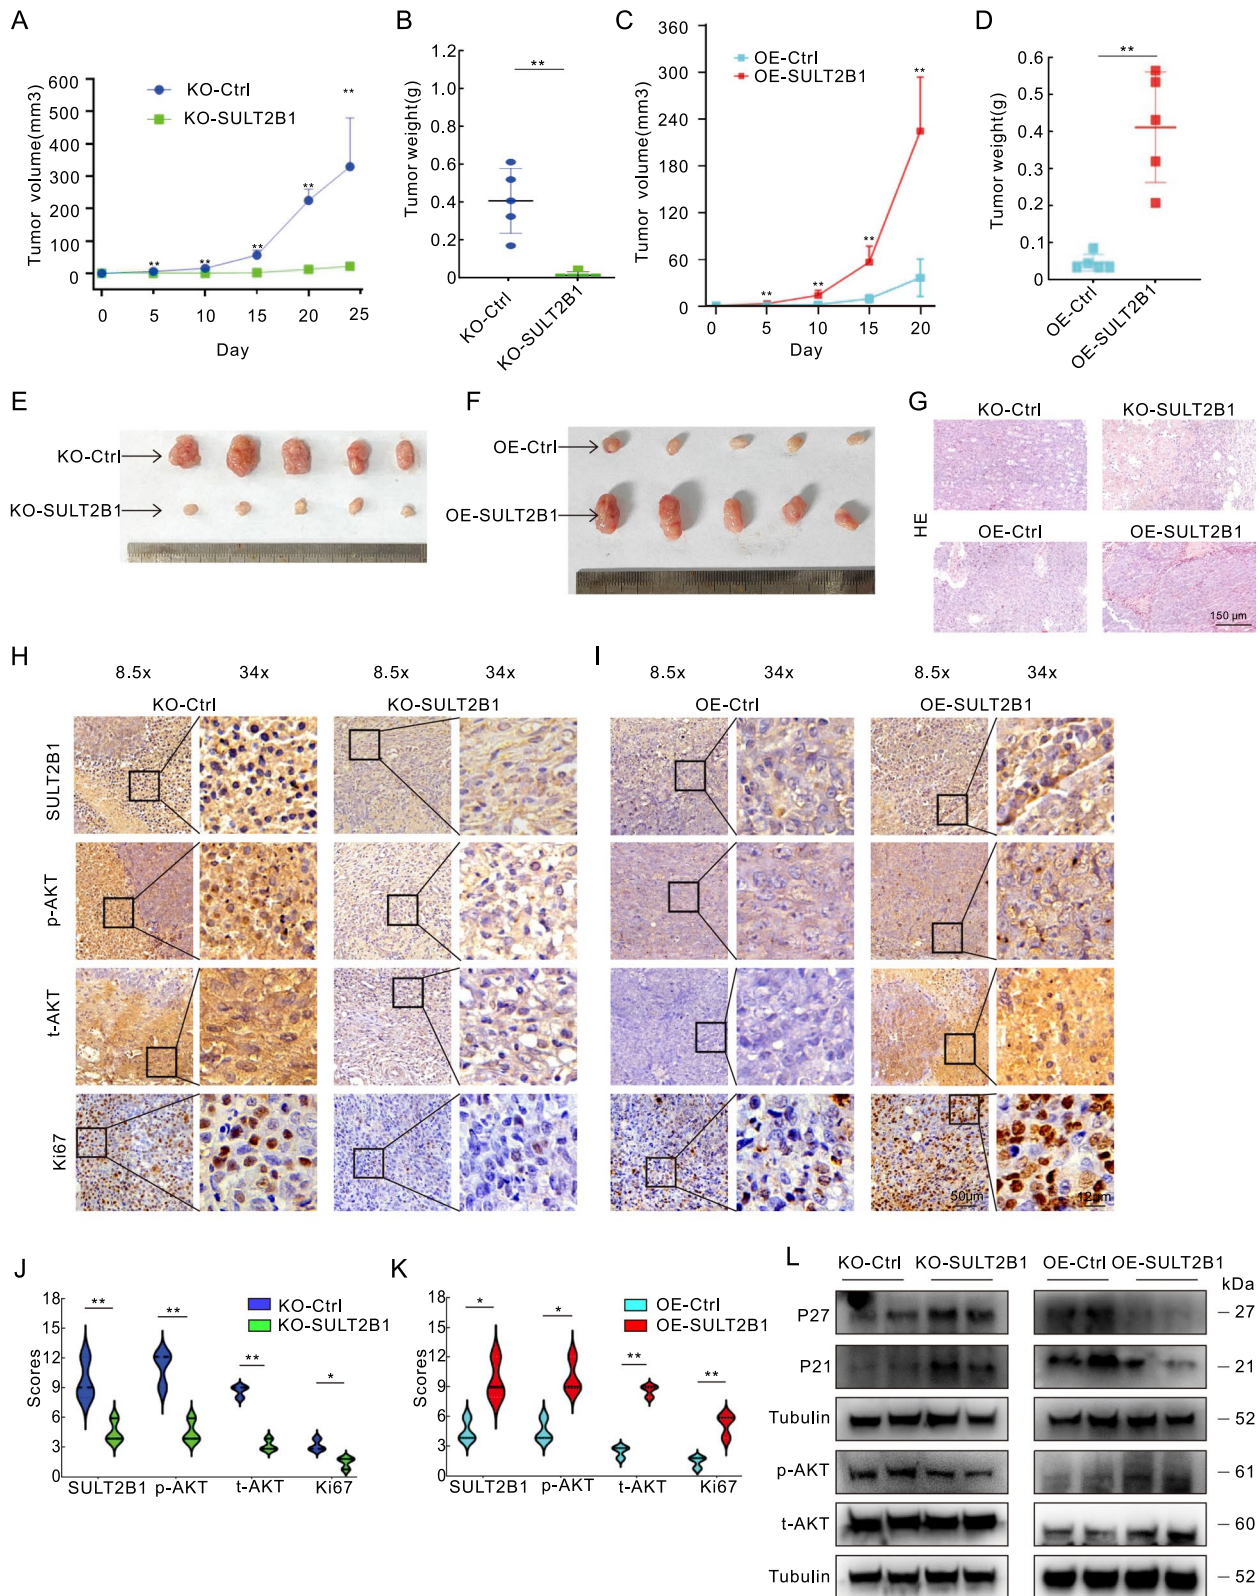 A
Tumor volume(mm3)
600
500
400
300
200
100
0
KO-Ctrl
KO-SULT2B1
**
**
**
**
**
0 5 10 15 20 25
Day
B
Tumor weight(g)
1.2
1.0
0.8
0.6
0.4
0.2
0
**
KO-Ctrl
KO-SULT2B1
C
Tumor volume(mm3)
360
300
240
180
120
60
0
OE-Ctrl
OE-SULT2B1
**
**
**
**
0 5 10 15 20
Day
D
Tumor weight(g)
0.6
0.5
0.4
0.3
0.2
0.1
0
**
OE-Ctrl
OE-SULT2B1
E
KO-Ctrl
KO-SULT2B1
F
OE-Ctrl
OE-SULT2B1
G
HE
KO-Ctrl KO-SULT2B1
OE-Ctrl OE-SULT2B1
150 µm
H
8.5x 34x 8.5x 34x
KO-Ctrl KO-SULT2B1
SULT2B1
p-AKT
t-AKT
Ki67
I
8.5x 34x 8.5x 34x
OE-Ctrl OE-SULT2B1
50µm 12µm
J
Scores
18
15
12
9
6
3
0
KO-Ctrl
KO-SULT2B1
** ** ** *
SULT2B1 p-AKT t-AKT Ki67
K
Scores
18
15
12
9
6
3
0
OE-Ctrl
OE-SULT2B1
* * ** **
SULT2B1 p-AKT t-AKT Ki67
L
KO-Ctrl KO-SULT2B1 OE-Ctrl OE-SULT2B1
kDa
P27 27
P21 21
Tubulin 52
p-AKT 61
t-AKT 60
Tubulin 52